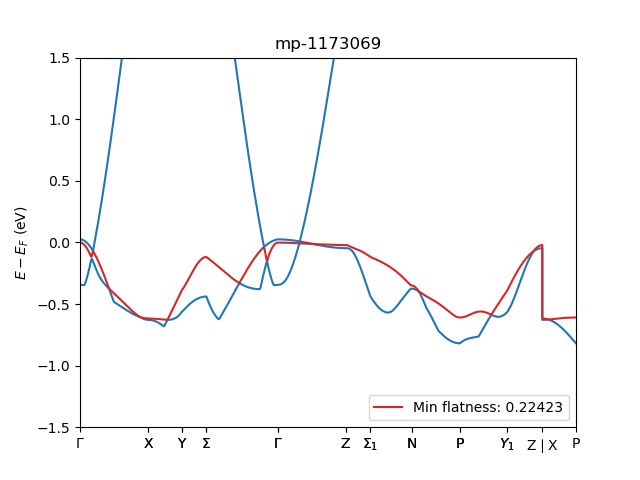 mp-1173069
E − E_F (eV)
1.5
1.0
0.5
0.0
−0.5
−1.0
−1.5
Min flatness: 0.22423
Γ X Y Σ Γ Z Σ₁ N P Y₁ Z | X P